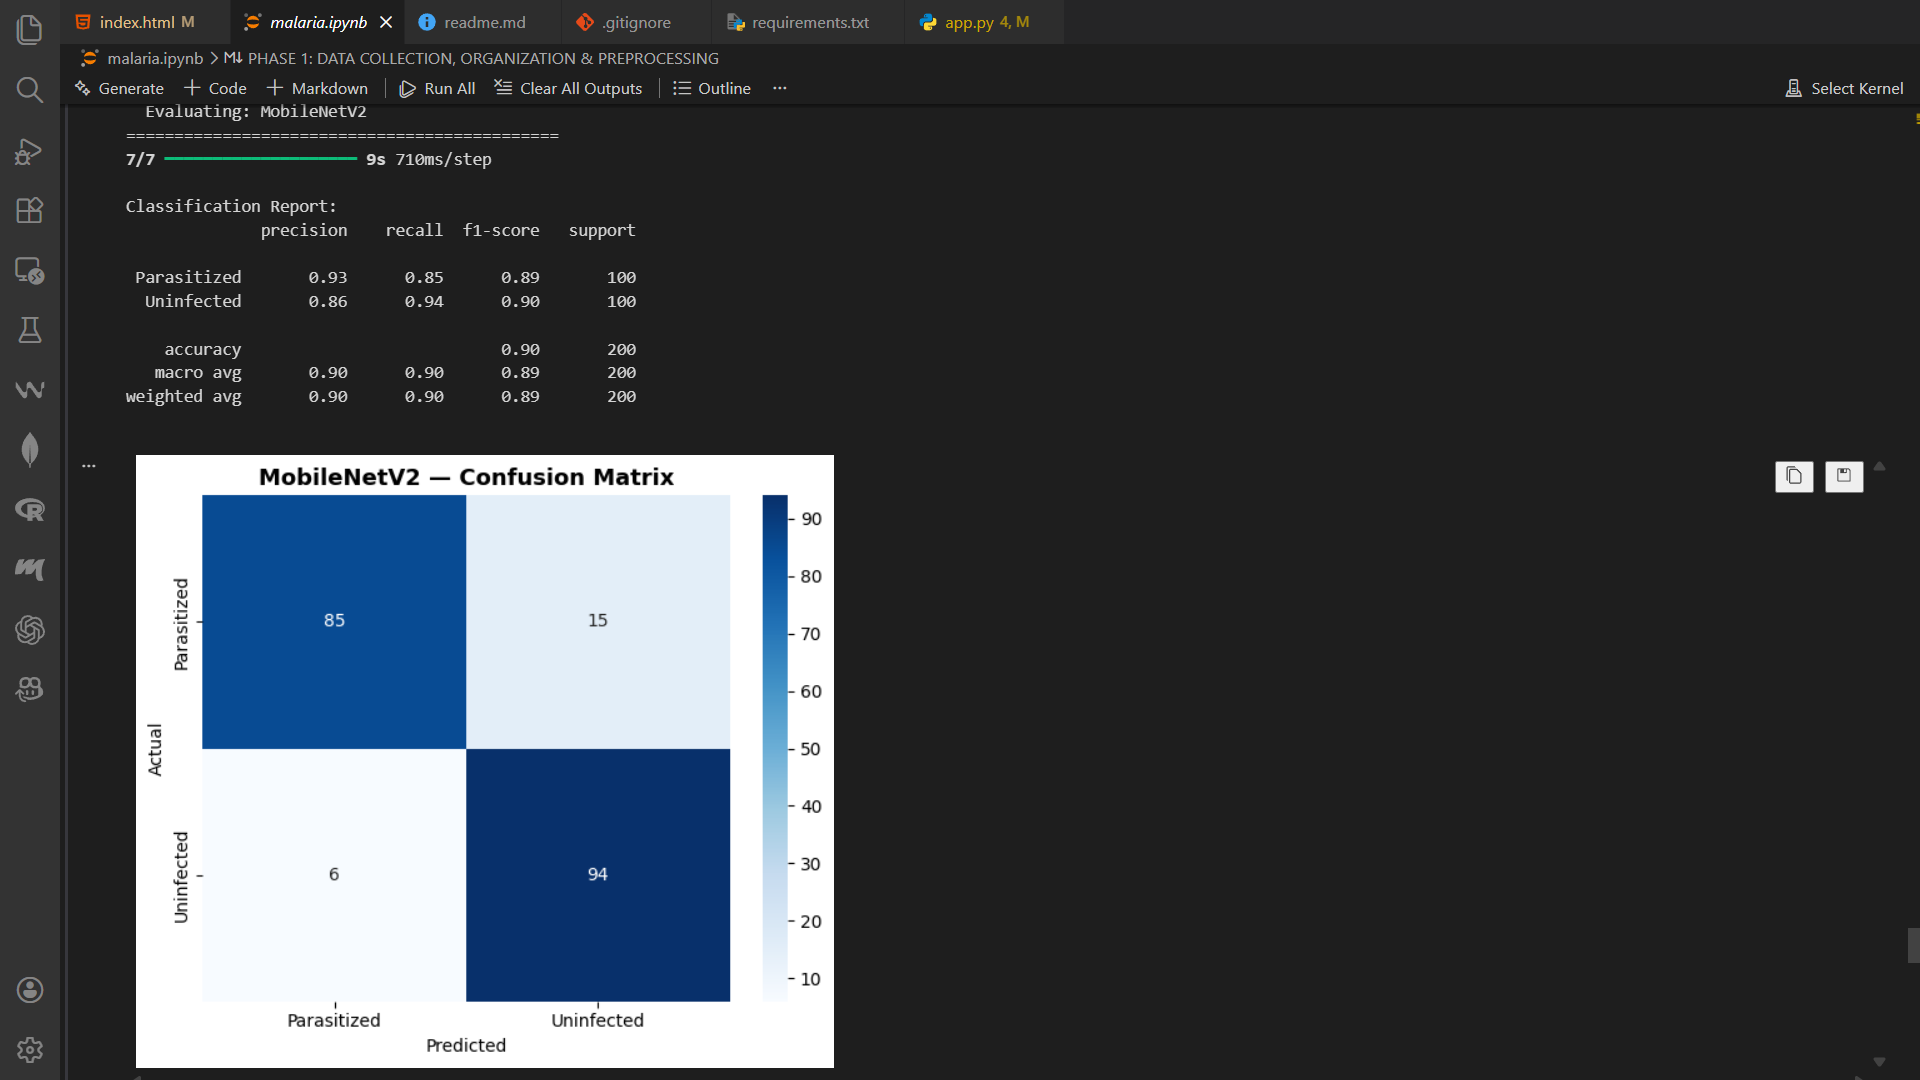 index.html M
malaria.ipynb
readme.md
.gitignore
requirements.txt
app.py 4, M
malaria.ipynb > M↓ PHASE 1: DATA COLLECTION, ORGANIZATION & PREPROCESSING
Generate + Code + Markdown Run All Clear All Outputs Outline ... Select Kernel
Evaluating: MobileNetV2
=============================================
7/7 ━━━━━━━━━━━━━━━━━━━━ 9s 710ms/step
Classification Report:
precision recall f1-score support
Parasitized 0.93 0.85 0.89 100
Uninfected 0.86 0.94 0.90 100
accuracy 0.90 200
macro avg 0.90 0.90 0.89 200
weighted avg 0.90 0.90 0.89 200
...
MobileNetV2 — Confusion Matrix
Actual
Parasitized
85 15
Uninfected
6 94
Parasitized Uninfected
Predicted
90
80
70
60
50
40
30
20
10